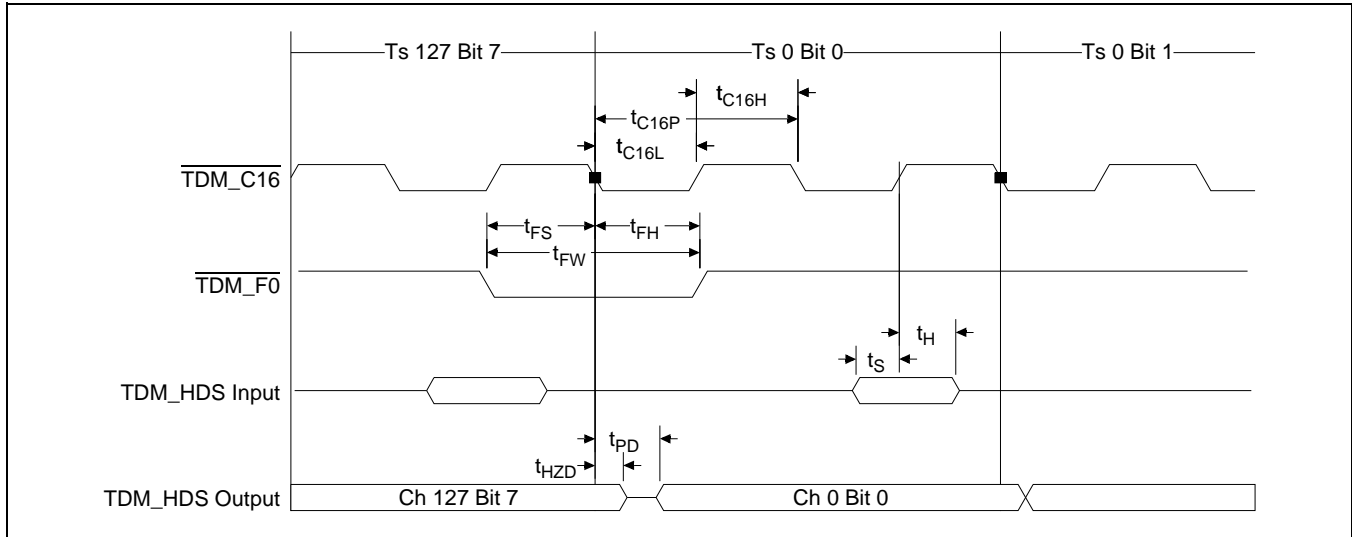 Ts 127 Bit 7 Ts 0 Bit 0 Ts 0 Bit 1
tC16H
tC16P
tC16L
TDM_C16
tFS tFH
tFW
TDM_F0
tH
tS
TDM_HDS Input
tPD
tHZD
TDM_HDS Output Ch 127 Bit 7 Ch 0 Bit 0